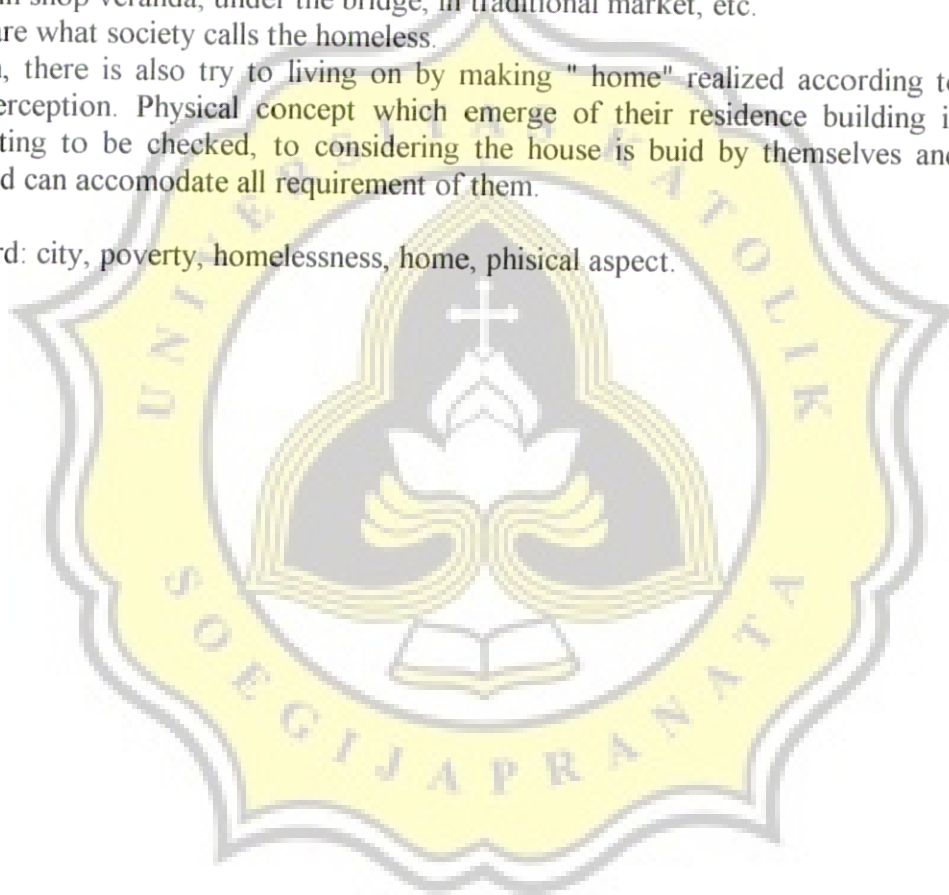 shop veranda, under the bridge, in traditional market, etc.
are what society calls the homeless.
, there is also try to living on by making " home" realized according to
erception. Physical concept which emerge of their residence building i
ting to be checked, to considering the house is buid by themselves and
d can accomodate all requirement of them.
rd: city, poverty, homelessness, home, phisical aspect.
UNIVERSITAS KATOLIK
SOEGIJAPRANATA